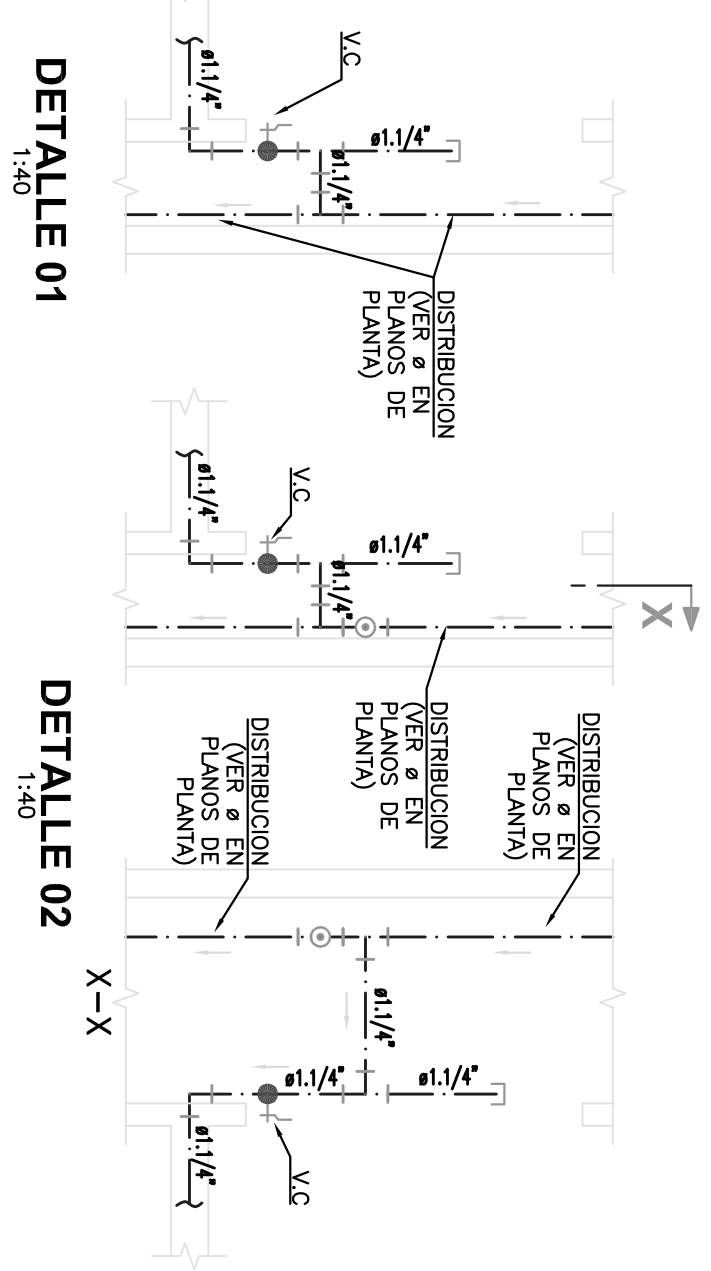 V.C
ø1.1/4"
ø1.1/4"
ø1.1/4"
DISTRIBUCION
(VER ø EN
PLANOS DE
PLANTA)
DETALLE 01
1:40
X
V.C
ø1.1/4"
ø1.1/4"
ø1.1/4"
DISTRIBUCION
(VER ø EN
PLANOS DE
PLANTA)
DISTRIBUCION
(VER ø EN
PLANOS DE
PLANTA)
DISTRIBUCION
(VER ø EN
PLANOS DE
PLANTA)
ø1.1/4"
ø1.1/4"
ø1.1/4"
ø1.1/4"
V.C
DETALLE 02
1:40
X-X